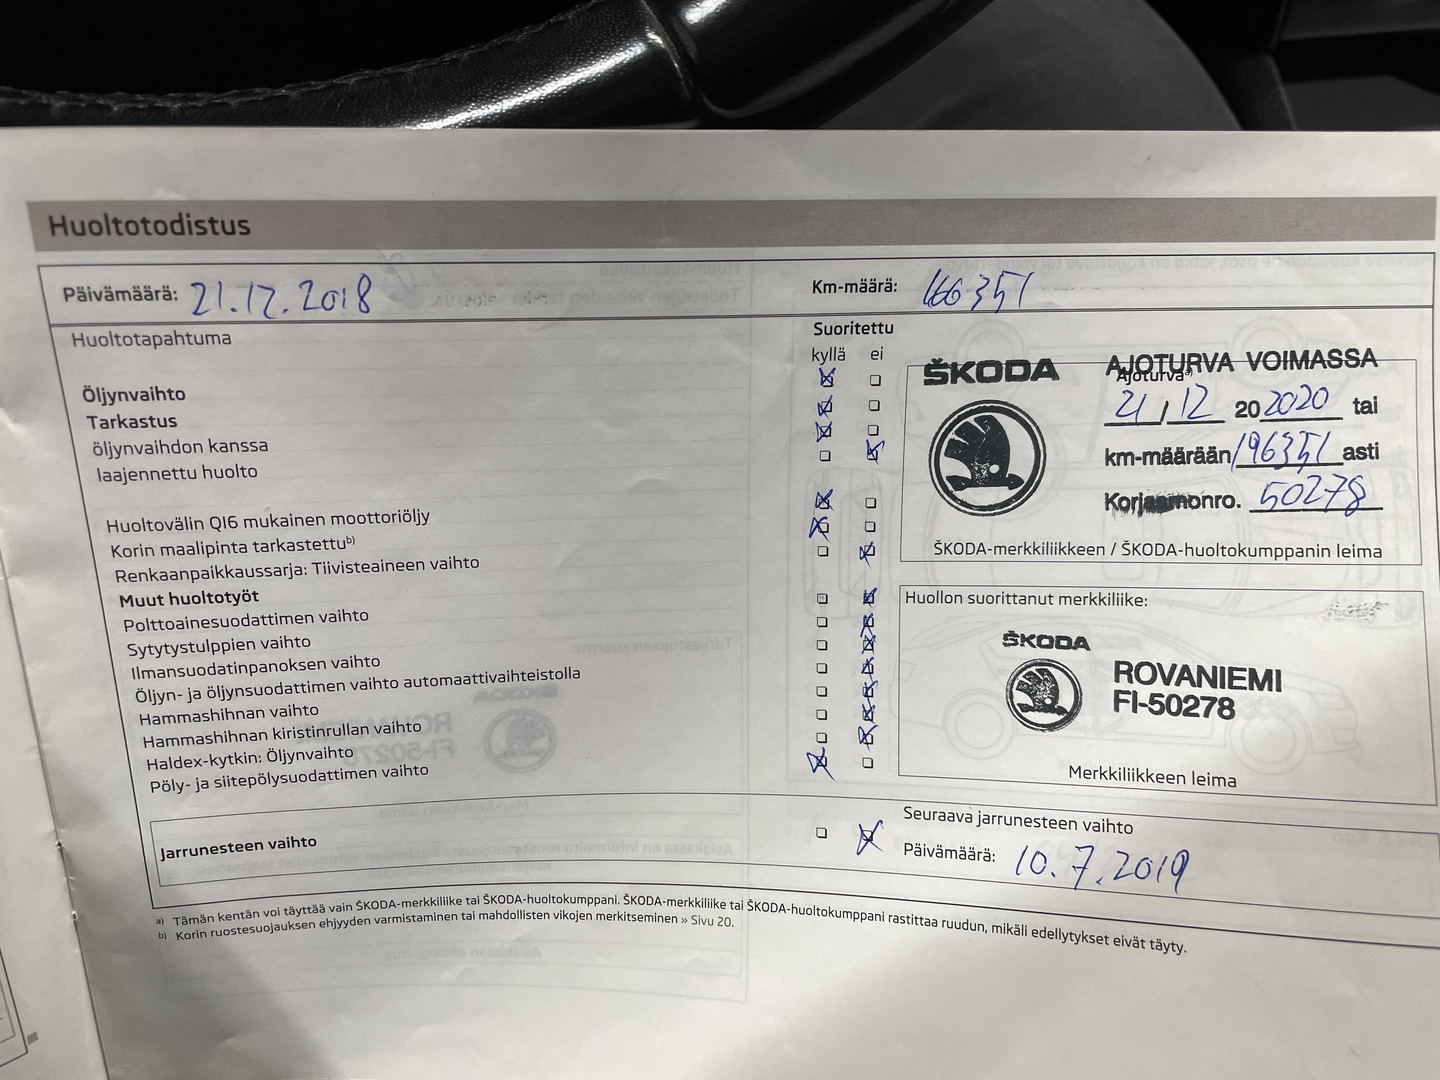 Huoltotodistus
Päivämäärä: 21.12.2018
Km-määrä: 166351
Huoltotapahtuma
Suoritettu
kyllä ei
Öljynvaihto
Tarkastus
öljynvaihdon kanssa
laajennettu huolto
Huoltovälin QI6 mukainen moottoriöljy
Korin maalipinta tarkastettu b)
Renkaanpaikkaussarja: Tiivisteaineen vaihto
Muut huoltotyöt
Polttoainesuodattimen vaihto
Sytytystulppien vaihto
Ilmansuodatinpanoksen vaihto
Öljyn- ja öljynsuodattimen vaihto automaattivaihteistolla
Hammashihnan vaihto
Hammashihnan kiristinrullan vaihto
Haldex-kytkin: Öljynvaihto
Pöly- ja siitepölysuodattimen vaihto
ŠKODA
AJOTURVA VOIMASSA
Ajoturva a)
21 / 12 20 2020 tai
km-määrään 196351 asti
Korjaamonro. 50278
ŠKODA-merkkiliikkeen / ŠKODA-huoltokumppanin leima
Huollon suorittanut merkkiliike:
ŠKODA
ROVANIEMI
FI-50278
Merkkiliikkeen leima
Jarrunesteen vaihto
Seuraava jarrunesteen vaihto
Päivämäärä: 10.7.2019
a) Tämän kentän voi täyttää vain ŠKODA-merkkiliike tai ŠKODA-huoltokumppani. ŠKODA-merkkiliike tai ŠKODA-huoltokumppani rastittaa ruudun, mikäli edellytykset eivät täyty.
b) Korin ruostesuojauksen ehjyyden varmistaminen tai mahdollisten vikojen merkitseminen » Sivu 20.